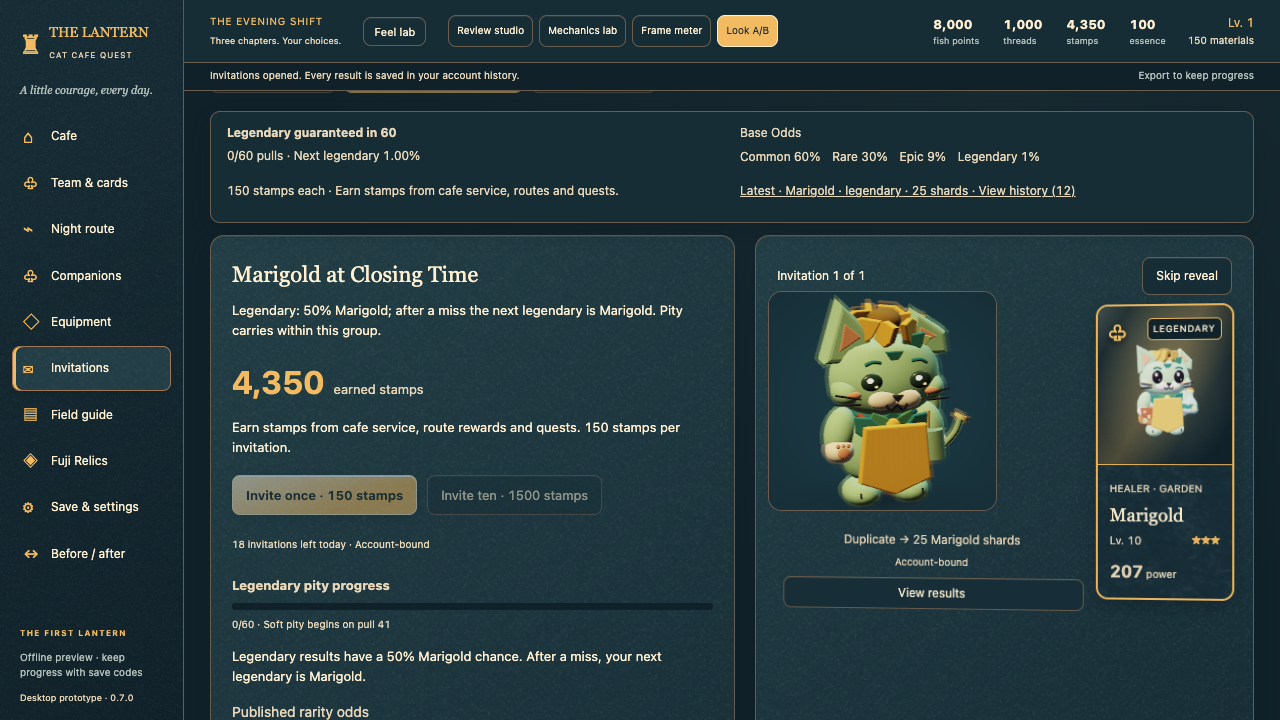 THE LANTERN
CAT CAFE QUEST
A little courage, every day.
Cafe
Team & cards
Night route
Companions
Equipment
Invitations
Field guide
Fuji Relics
Save & settings
Before / after
THE FIRST LANTERN
Offline preview · keep
progress with save codes
Desktop prototype · 0.7.0
THE EVENING SHIFT
Three chapters. Your choices.
Feel lab
Review studio
Mechanics lab
Frame meter
Look A/B
8,000
fish points
1,000
threads
4,350
stamps
100
essence
Lv. 1
150 materials
Invitations opened. Every result is saved in your account history.
Export to keep progress
Legendary guaranteed in 60
0/60 pulls · Next legendary 1.00%
150 stamps each · Earn stamps from cafe service, routes and quests.
Base Odds
Common 60% Rare 30% Epic 9% Legendary 1%
Latest · Marigold · legendary · 25 shards · View history (12)
Marigold at Closing Time
Legendary: 50% Marigold; after a miss the next legendary is Marigold. Pity
carries within this group.
4,350 earned stamps
Earn stamps from cafe service, route rewards and quests. 150 stamps per
invitation.
Invite once · 150 stamps
Invite ten · 1500 stamps
18 invitations left today · Account-bound
Legendary pity progress
0/60 · Soft pity begins on pull 41
Legendary results have a 50% Marigold chance. After a miss, your next
legendary is Marigold.
Published rarity odds
Invitation 1 of 1
Skip reveal
LEGENDARY
HEALER · GARDEN
Marigold
Lv. 10 ★★★
207 power
Duplicate → 25 Marigold shards
Account-bound
View results